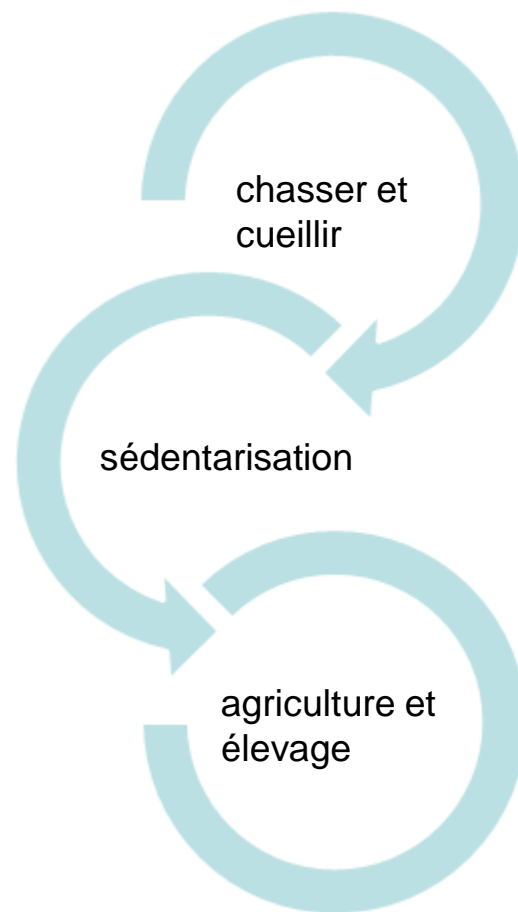 chasser et
cueillir
sédentarisation
agriculture et
élevage